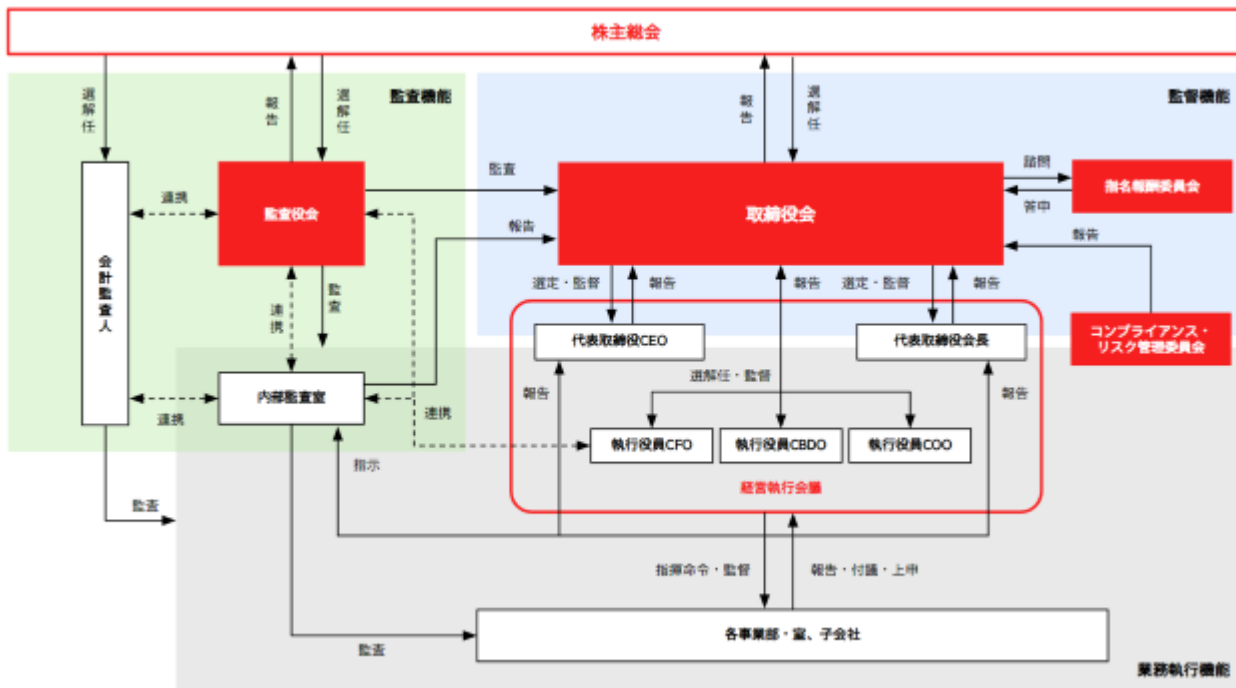 株主総会
監査機能
監督機能
選解任
報告
選解任
報告
選解任
監査
諮問
指名報酬委員会
答申
連携
監査役会
取締役会
報告
報告
会計監査人
連携
監査
選定・監督
報告
報告
選定・監督
報告
代表取締役CEO
代表取締役会長
コンプライアンス・
リスク管理委員会
内部監査室
選解任・監督
報告
報告
連携
連携
執行役員CFO
執行役員CBDO
執行役員COO
指示
経営執行会議
監査
指揮命令・監督
報告・付議・上申
各事業部・室、子会社
監査
業務執行機能